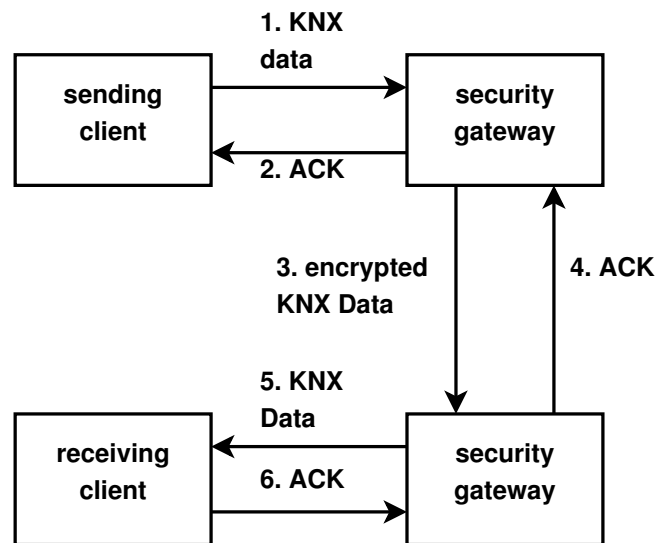 1. KNX
data
sending
client
security
gateway
2. ACK
3. encrypted
KNX Data
4. ACK
5. KNX
Data
receiving
client
security
gateway
6. ACK